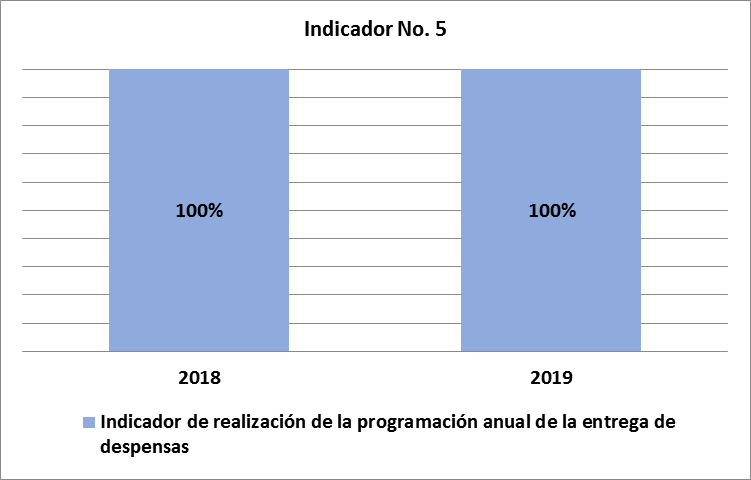 Indicador No. 5
100%
100%
2018
2019
Indicador de realización de la programación anual de la entrega de
despensas